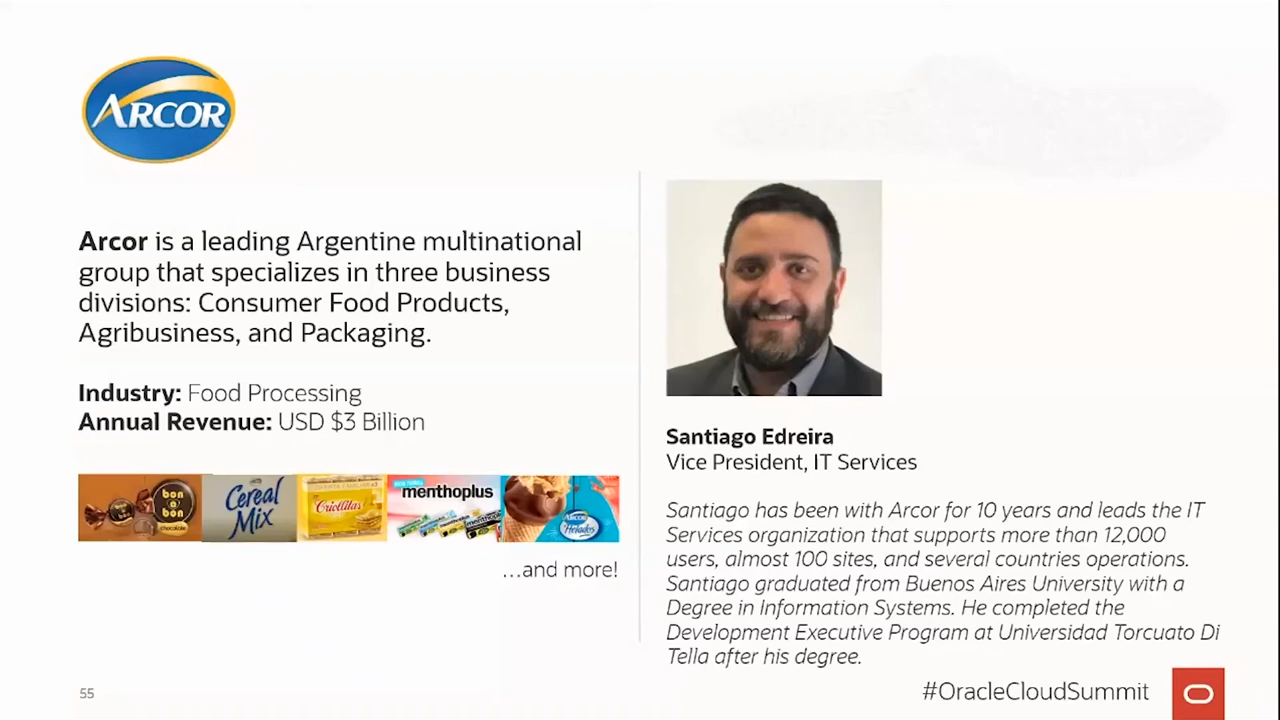 ARCOR
Arcor is a leading Argentine multinational
group that specializes in three business
divisions: Consumer Food Products,
Agribusiness, and Packaging.
Industry: Food Processing
Annual Revenue: USD $3 Billion
bon
a
bon
chocolate
Cereal
Mix
Criollitas
menthoplus
ARCOR
Helados
...and more!
Santiago Edreira
Vice President, IT Services
Santiago has been with Arcor for 10 years and leads the IT
Services organization that supports more than 12,000
users, almost 100 sites, and several countries operations.
Santiago graduated from Buenos Aires University with a
Degree in Information Systems. He completed the
Development Executive Program at Universidad Torcuato Di
Tella after his degree.
55
#OracleCloudSummit